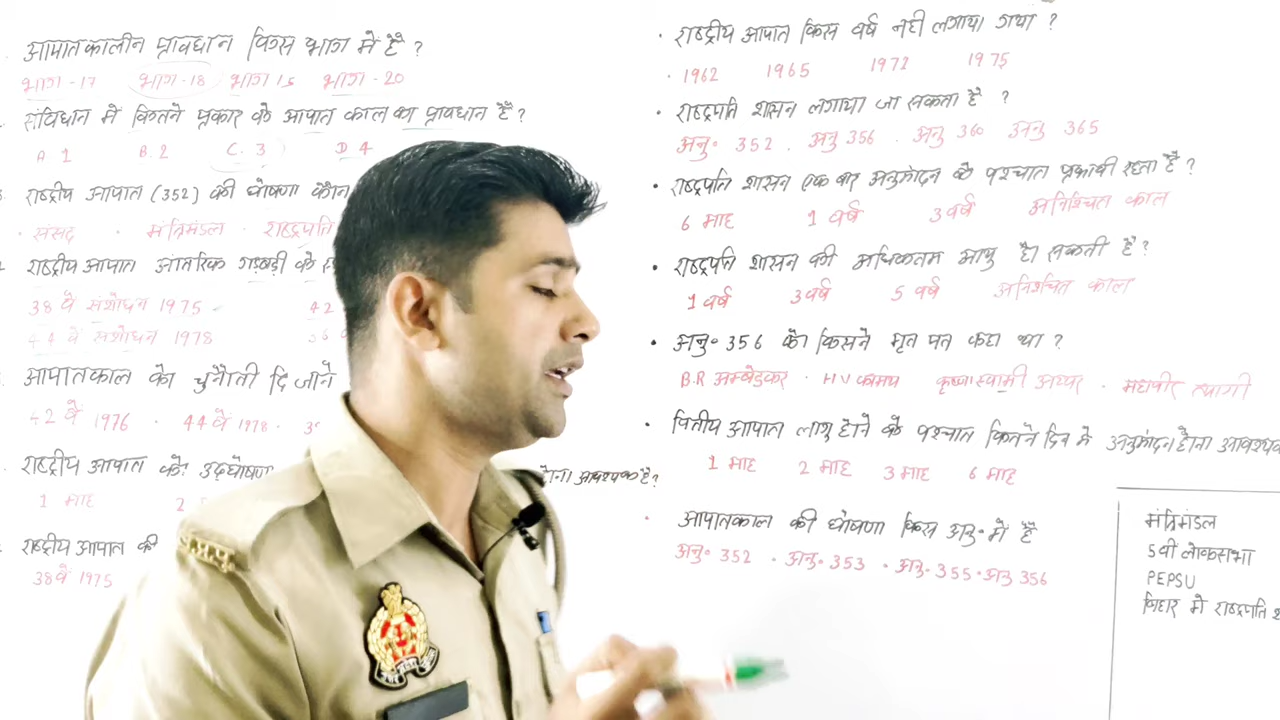 आपातकालीन प्रावधान किस भाग में है ?
भाग -17 भाग -18 भाग 15 भाग - 20
संविधान में कितने प्रकार के आपात काल का प्रावधान है ?
A 1 B. 2 C. 3 D 4
राष्ट्रीय आपात (352) की घोषणा कौन
संसद · मंत्रिमंडल · राष्ट्रपति
राष्ट्रीय आपात आंतरिक गड़बड़ी के
38 वें संशोधन 1975 42
44 वें संशोधन 1978
आपातकाल को चुनौती दि जाने
42 वें 1976 · 44 वें 1978 ·
राष्ट्रीय आपात की उद्घोषणा होना आवश्यक है?
1 माह 2
राष्ट्रीय आपात की
38वें 1975
· राष्ट्रीय आपात किस वर्ष नही लगाया गया ?
· 1962 1965 1971 1975
· राष्ट्रपति शासन लगाया जा सकता है ?
अनु॰ 352 . अनु 356 . अनु 360 अनु 365
· राष्ट्रपति शासन एक बार अनुमोदन के पश्चात प्रभावी रहता है ?
6 माह 1 वर्ष 3 वर्ष अनिश्चित काल
· राष्ट्रपति शासन की अधिकतम आयु हो सकती है ?
1 वर्ष 3 वर्ष 5 वर्ष अनिश्चित काल
· अनु॰ 356 को किसने मृत पत्र कहा था ?
B.R अम्बेडकर · H V कामथ कृष्णा स्वामी अय्यर · महावीर त्यागी
· वित्तीय आपात लागू होने के पश्चात कितने दिन मे अनुमोदन होना आवश्यक
1 माह 2 माह 3 माह 6 माह
· आपातकाल की घोषणा किस अनु॰ में है
अनु॰ 352 · अनु॰ 353 · अनु॰ 355 · अनु 356
मंत्रिमंडल
5वी लोकसभा
PEPSU
बिहार मे राष्ट्रपति
उ.प्र.पु.